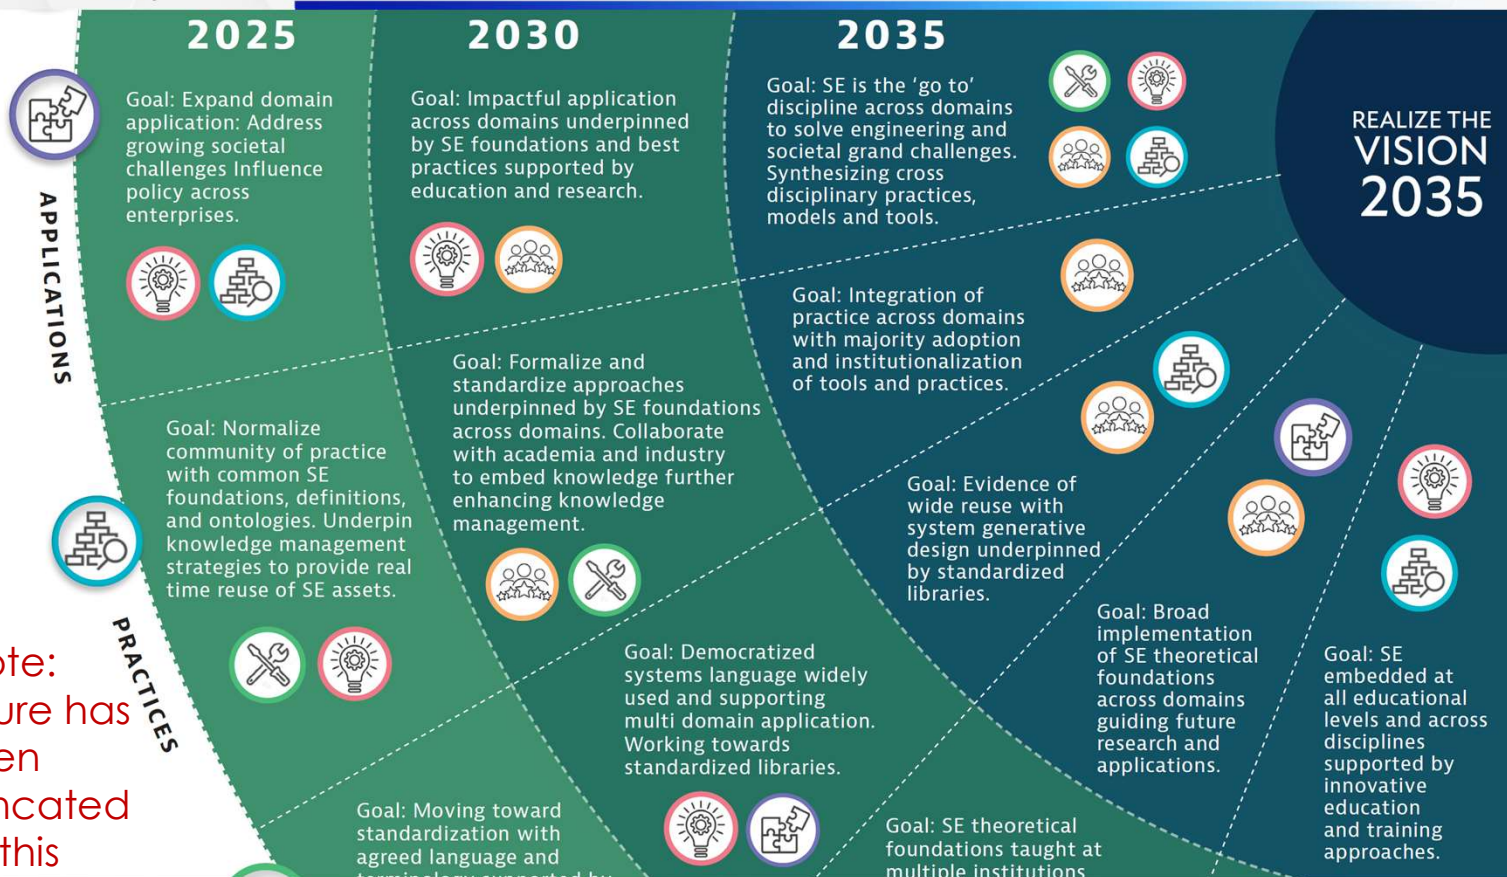 2025
2030
2035
REALIZE THE
VISION
2035
APPLICATIONS
Goal: Expand domain
application: Address
growing societal
challenges Influence
policy across
enterprises.
Goal: Impactful application
across domains underpinned
by SE foundations and best
practices supported by
education and research.
Goal: SE is the ‘go to’
discipline across domains
to solve engineering and
societal grand challenges.
Synthesizing cross
disciplinary practices,
models and tools.
PRACTICES
Goal: Normalize
community of practice
with common SE
foundations, definitions,
and ontologies. Underpin
knowledge management
strategies to provide real
time reuse of SE assets.
Goal: Formalize and
standardize approaches
underpinned by SE foundations
across domains. Collaborate
with academia and industry
to embed knowledge further
enhancing knowledge
management.
Goal: Integration of
practice across domains
with majority adoption
and institutionalization
of tools and practices.
Goal: Moving toward
standardization with
agreed language and
terminology supported by
Goal: Democratized
systems language widely
used and supporting
multi domain application.
Working towards
standardized libraries.
Goal: Evidence of
wide reuse with
system generative
design underpinned
by standardized
libraries.
Goal: SE theoretical
foundations taught at
multiple institutions
Goal: Broad
implementation
of SE theoretical
foundations
across domains
guiding future
research and
applications.
Goal: SE
embedded at
all educational
levels and across
disciplines
supported by
innovative
education
and training
approaches.
ote:
ure has
en
ncated
this